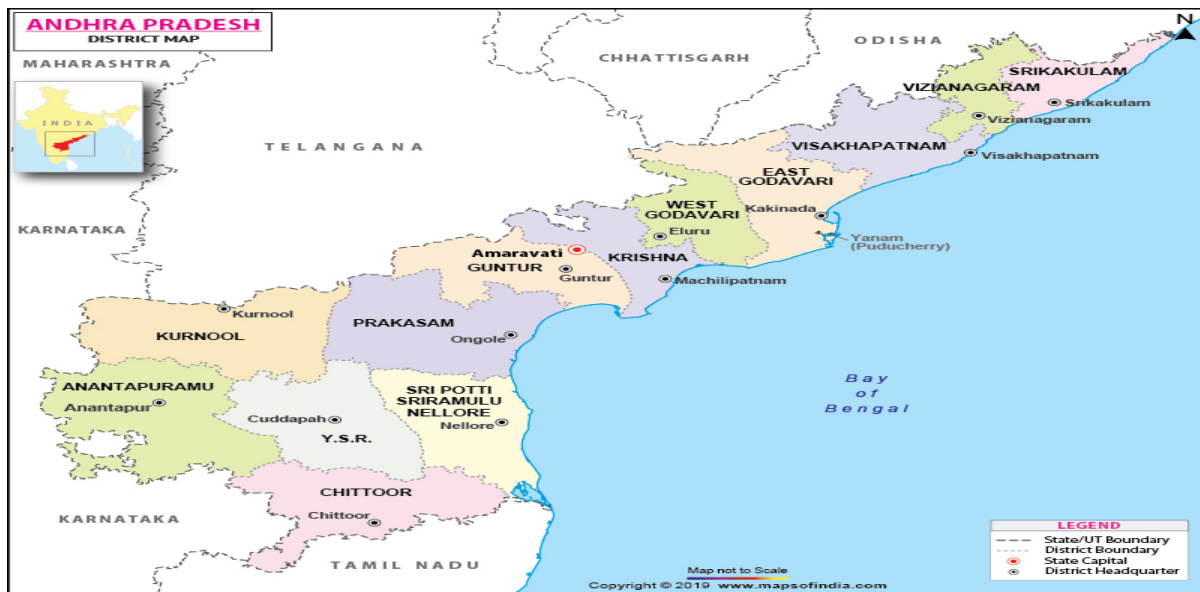 ANDHRA PRADESH
DISTRICT MAP
N
MAHARASHTRA
CHHATTISGARH
ODISHA
INDIA
TELANGANA
KARNATAKA
SRIKAKULAM
Srikakulam
VIZIANAGARAM
Vizianagaram
VISAKHAPATNAM
Visakhapatnam
EAST
GODAVARI
Kakinada
Yanam
(Puducherry)
WEST
GODAVARI
Eluru
KRISHNA
Machilipatnam
Amaravati
GUNTUR
Guntur
PRAKASAM
Ongole
Kurnool
KURNOOL
ANANTAPURAMU
Anantapur
Cuddapah
Y.S.R.
SRI POTTI
SRIRAMULU
NELLORE
Nellore
CHITTOOR
Chittoor
KARNATAKA
TAMIL NADU
Bay
of
Bengal
LEGEND
State/UT Boundary
District Boundary
State Capital
District Headquarter
Map not to Scale
Copyright © 2019 www.mapsofindia.com